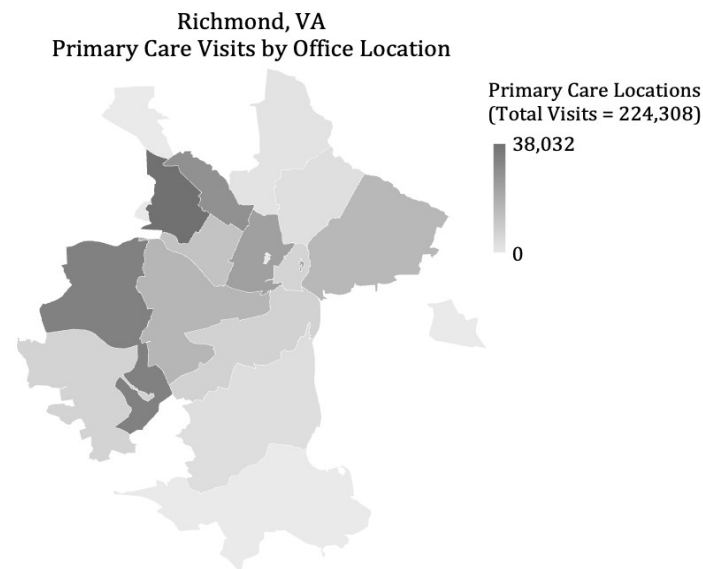 Richmond, VA
Primary Care Visits by Office Location
Primary Care Locations
(Total Visits = 224,308)
38,032
0